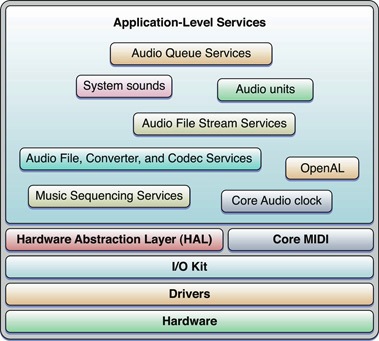 Application-Level Services
Audio Queue Services
System sounds
Audio units
Audio File Stream Services
Audio File, Converter, and Codec Services
OpenAL
Music Sequencing Services
Core Audio clock
Hardware Abstraction Layer (HAL)
Core MIDI
I/O Kit
Drivers
Hardware